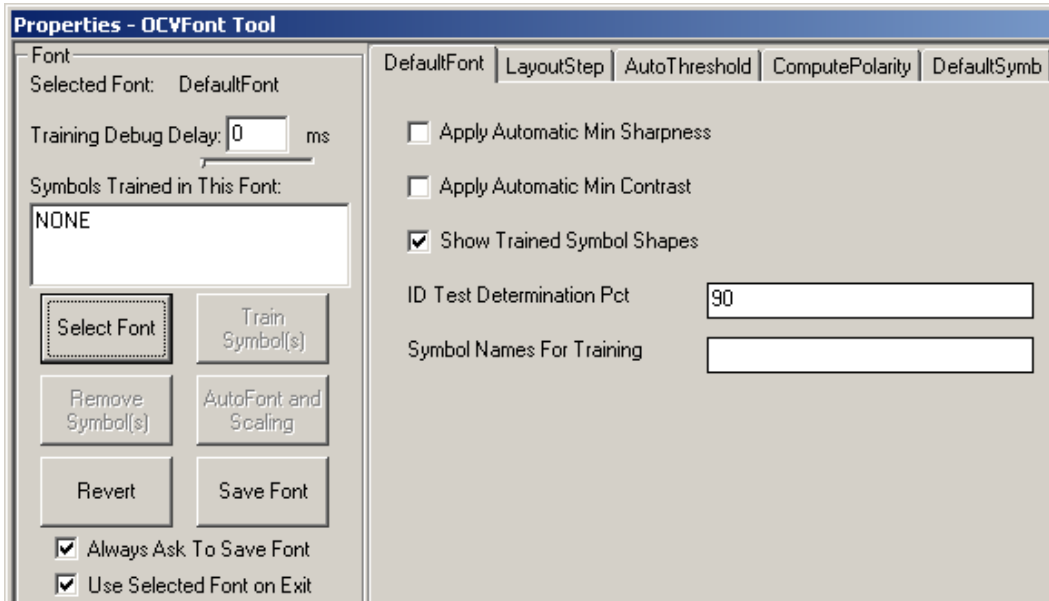 Properties - OCVFont Tool
Font
Selected Font: DefaultFont
Training Debug Delay: 0 ms
Symbols Trained in This Font:
NONE
Select Font
Train
Symbol(s)
Remove
Symbol(s)
AutoFont and
Scaling
Revert
Save Font
Always Ask To Save Font
Use Selected Font on Exit
DefaultFont LayoutStep AutoThreshold ComputePolarity DefaultSymb
Apply Automatic Min Sharpness
Apply Automatic Min Contrast
Show Trained Symbol Shapes
ID Test Determination Pct 90
Symbol Names For Training